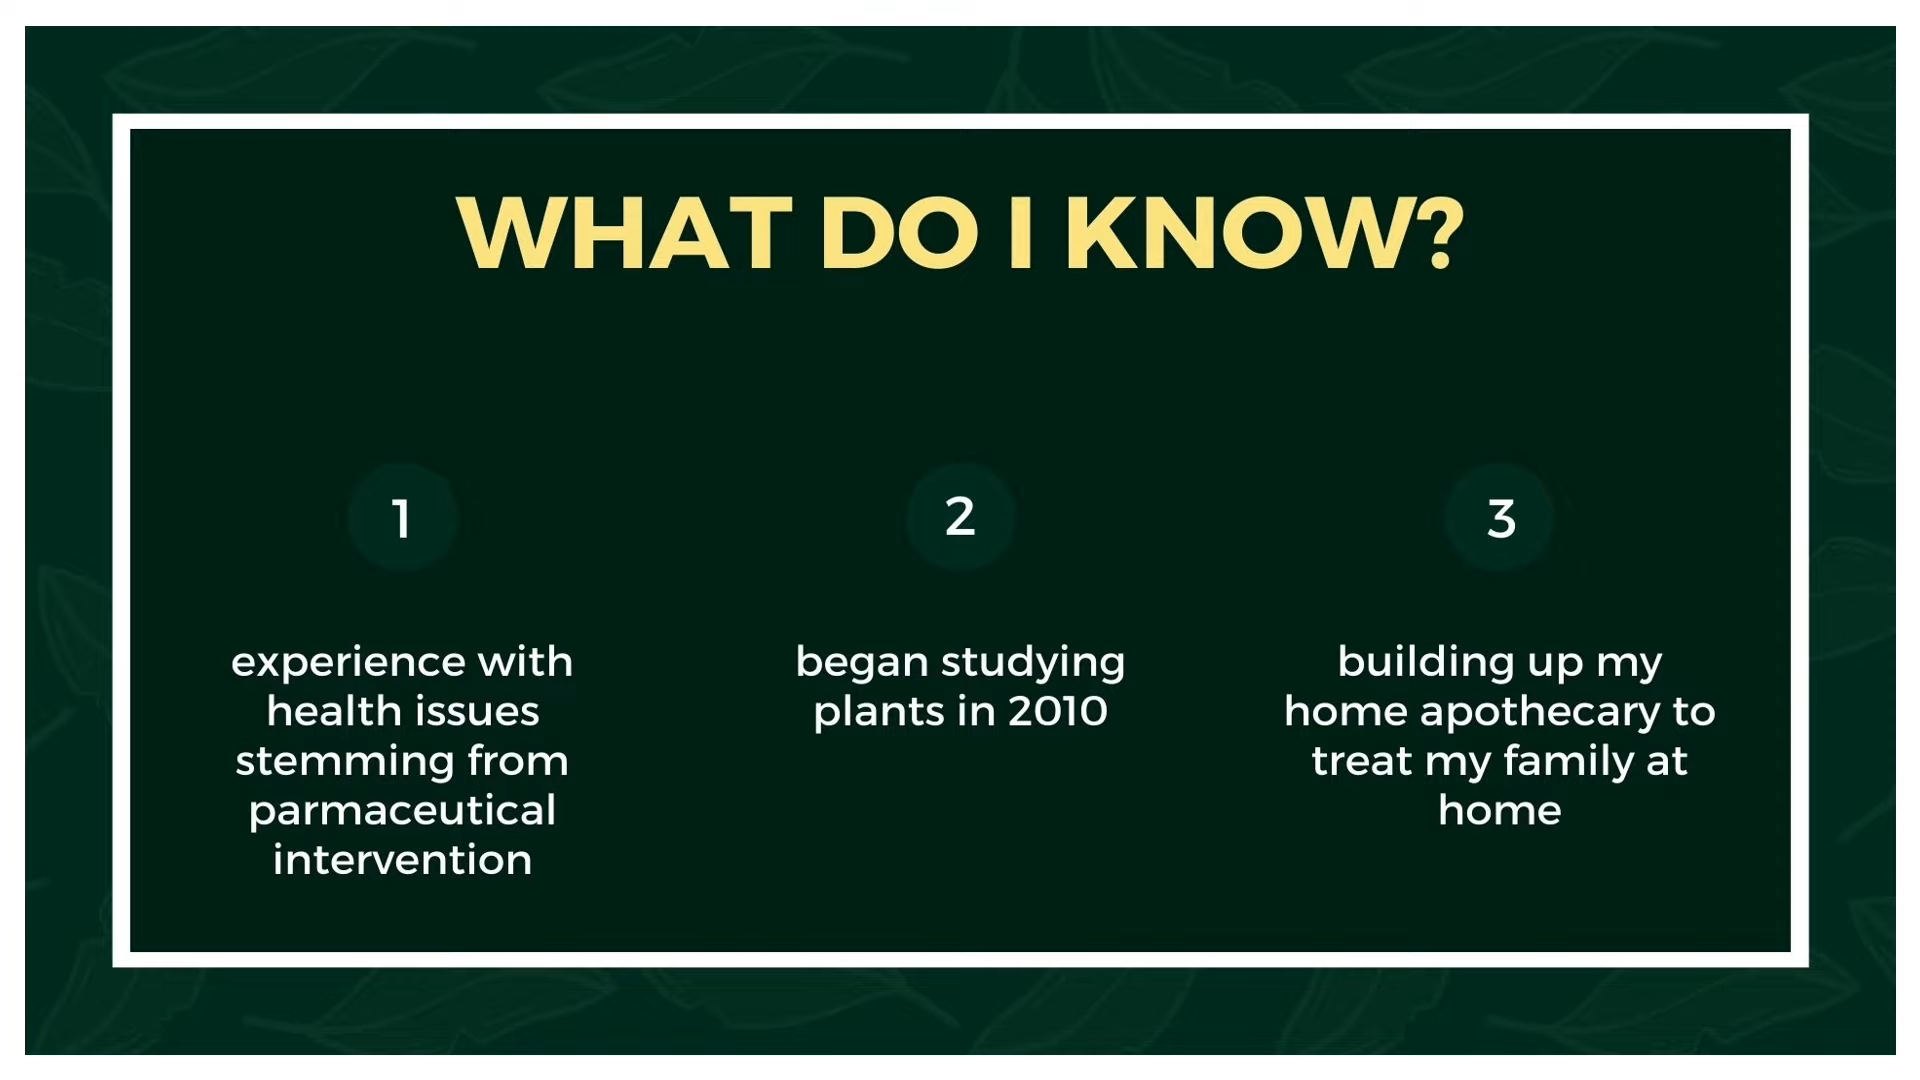 WHAT DO I KNOW?
1
experience with
health issues
stemming from
parmaceutical
intervention
2
began studying
plants in 2010
3
building up my
home apothecary to
treat my family at
home